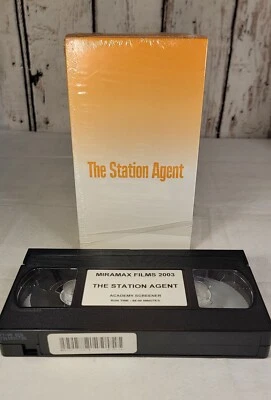 The Station Agent
MIRAMAX FILMS 2003
THE STATION AGENT
ACADEMY SCREENER